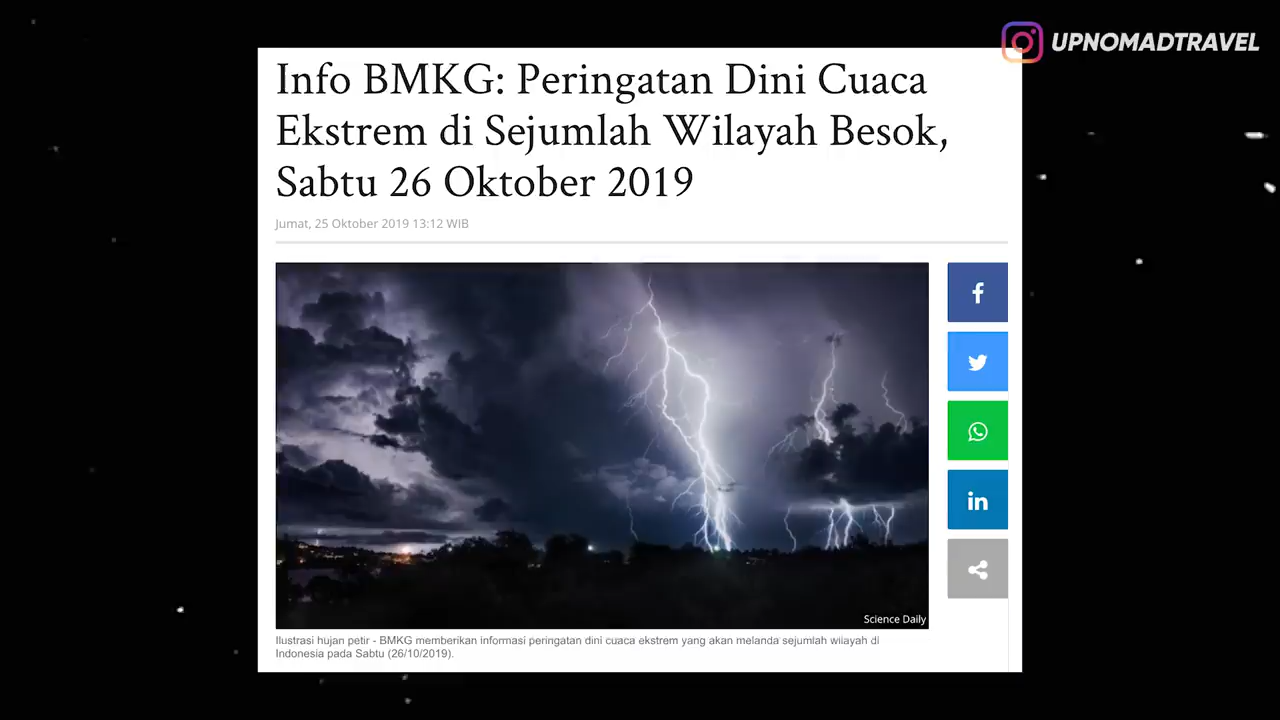 UPNOMADTRAVEL
Info BMKG: Peringatan Dini Cuaca
Ekstrem di Sejumlah Wilayah Besok,
Sabtu 26 Oktober 2019
Jumat, 25 Oktober 2019 13:12 WIB
Science Daily
Ilustrasi hujan petir - BMKG memberikan informasi peringatan dini cuaca ekstrem yang akan melanda sejumlah wilayah di
Indonesia pada Sabtu (26/10/2019).